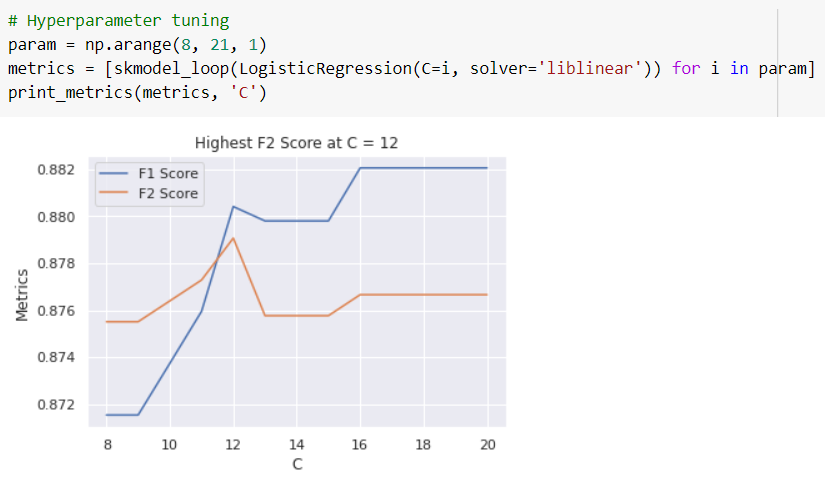 # Hyperparameter tuning
param = np.arange(8, 21, 1)
metrics = [skmodel_loop(LogisticRegression(C=i, solver='liblinear')) for i in param]
print_metrics(metrics, 'C')
Highest F2 Score at C = 12
F1 Score
F2 Score
0.882
0.880
0.878
0.876
0.874
0.872
Metrics
8 10 12 14 16 18 20
C